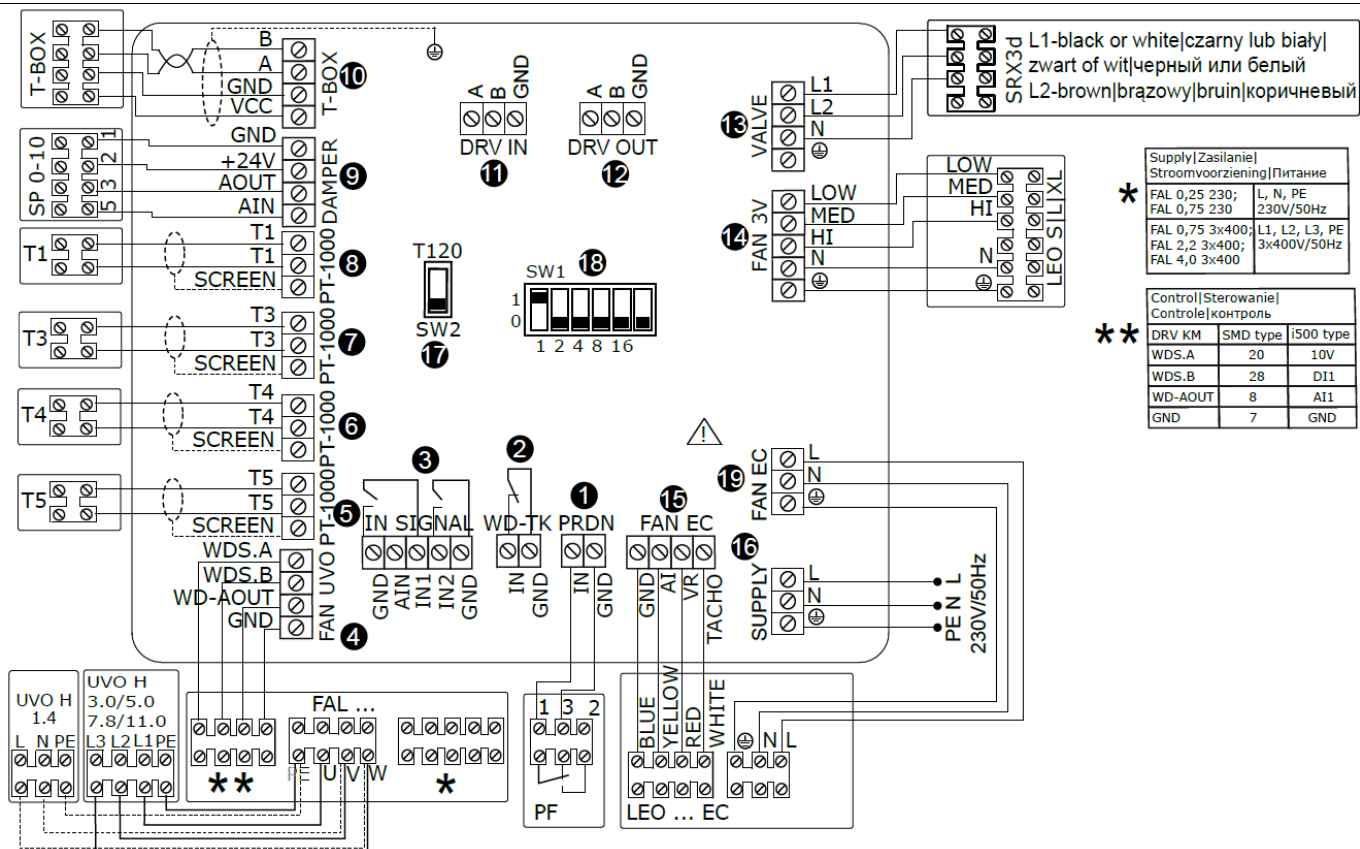 T-BOX
B
A
GND
VCC
T-BOX
10
SP 0-10
1
2
3
5
GND
+24V
AOUT
AIN
DAMPER
9
T1
T1
T1
SCREEN
PT-1000
8
T3
T3
T3
SCREEN
PT-1000
7
T4
T4
T4
SCREEN
PT-1000
6
T5
T5
T5
SCREEN
PT-1000
5
WDS.A
WDS.B
WD-AOUT
GND
FAN UVO
4
A
B
GND
DRV IN
11
A
B
GND
DRV OUT
12
T120
SW2
17
SW1
18
1
0
1 2 4 8 16
3
IN SIGNAL
GND
AIN
IN1
IN2
GND
2
WD-TK
IN
GND
1
PRDN
IN
GND
15
FAN EC
GND
AI
VR
TACHO
13
VALVE
L1
L2
N
14
FAN 3V
LOW
MED
HI
N
19
FAN EC
L
N
16
SUPPLY
L
N
L
N
PE
230V/50Hz
SRX3d
L1-black or white|czarny lub biały|
zwart of wit|черный или белый
L2-brown|brązowy|bruin|коричневый
LOW
MED
HI
N
LEO S|L|XL
*
Supply|Zasilanie|
Stroomvoorziening|Питание
FAL 0,25 230; L, N, PE
FAL 0,75 230 230V/50Hz
FAL 0,75 3x400; L1, L2, L3, PE
FAL 2,2 3x400; 3x400V/50Hz
FAL 4,0 3x400
**
Control|Sterowanie|
Controle|контроль
DRV KM SMD type i500 type
WDS.A 20 10V
WDS.B 28 DI1
WD-AOUT 8 AI1
GND 7 GND
UVO H
1.4
L N PE
UVO H
3.0/5.0
7.8/11.0
L3 L2 L1 PE
FAL ...
**
PE U V W
*
1 3 2
PF
BLUE
YELLOW
RED
WHITE
N L
LEO ... EC